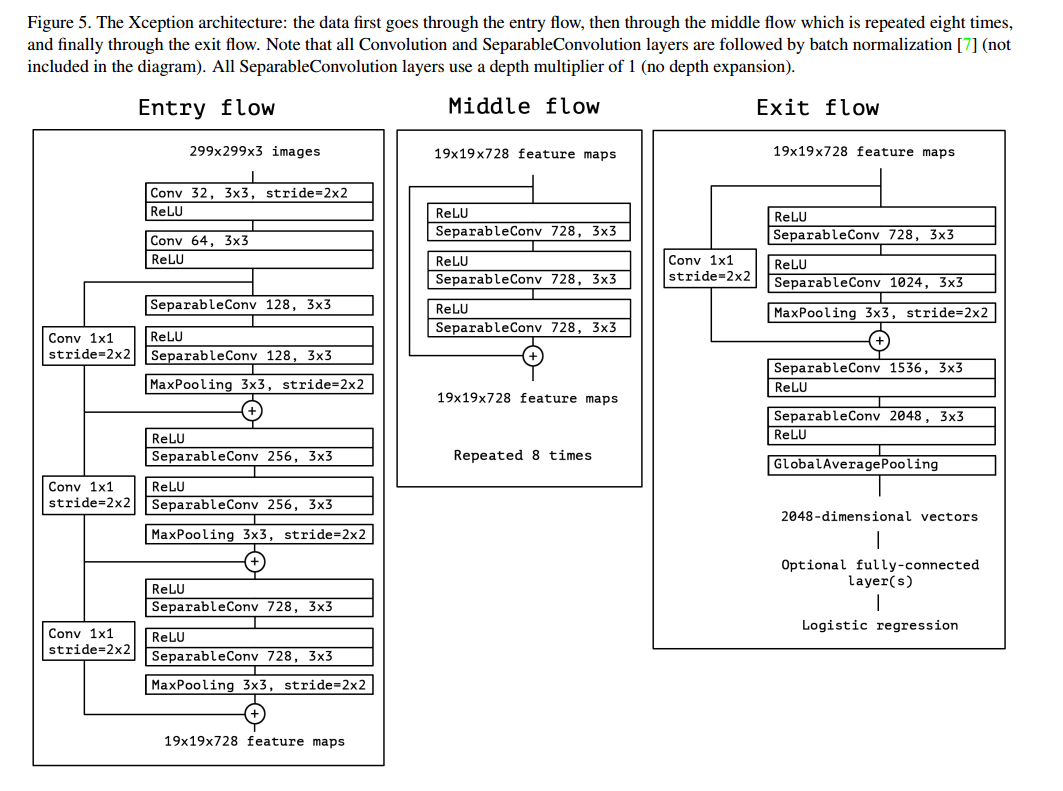 Figure 5. The Xception architecture: the data first goes through the entry flow, then through the middle flow which is repeated eight times,
and finally through the exit flow. Note that all Convolution and SeparableConvolution layers are followed by batch normalization [7] (not
included in the diagram). All SeparableConvolution layers use a depth multiplier of 1 (no depth expansion).
Entry flow
299x299x3 images
Conv 32, 3x3, stride=2x2
ReLU
Conv 64, 3x3
ReLU
SeparableConv 128, 3x3
Conv 1x1
stride=2x2
ReLU
SeparableConv 128, 3x3
MaxPooling 3x3, stride=2x2
+
ReLU
SeparableConv 256, 3x3
Conv 1x1
stride=2x2
ReLU
SeparableConv 256, 3x3
MaxPooling 3x3, stride=2x2
+
ReLU
SeparableConv 728, 3x3
Conv 1x1
stride=2x2
ReLU
SeparableConv 728, 3x3
MaxPooling 3x3, stride=2x2
+
19x19x728 feature maps
Middle flow
19x19x728 feature maps
ReLU
SeparableConv 728, 3x3
ReLU
SeparableConv 728, 3x3
ReLU
SeparableConv 728, 3x3
+
19x19x728 feature maps
Repeated 8 times
Exit flow
19x19x728 feature maps
ReLU
SeparableConv 728, 3x3
Conv 1x1
stride=2x2
ReLU
SeparableConv 1024, 3x3
MaxPooling 3x3, stride=2x2
+
SeparableConv 1536, 3x3
ReLU
SeparableConv 2048, 3x3
ReLU
GlobalAveragePooling
2048-dimensional vectors
Optional fully-connected
layer(s)
Logistic regression